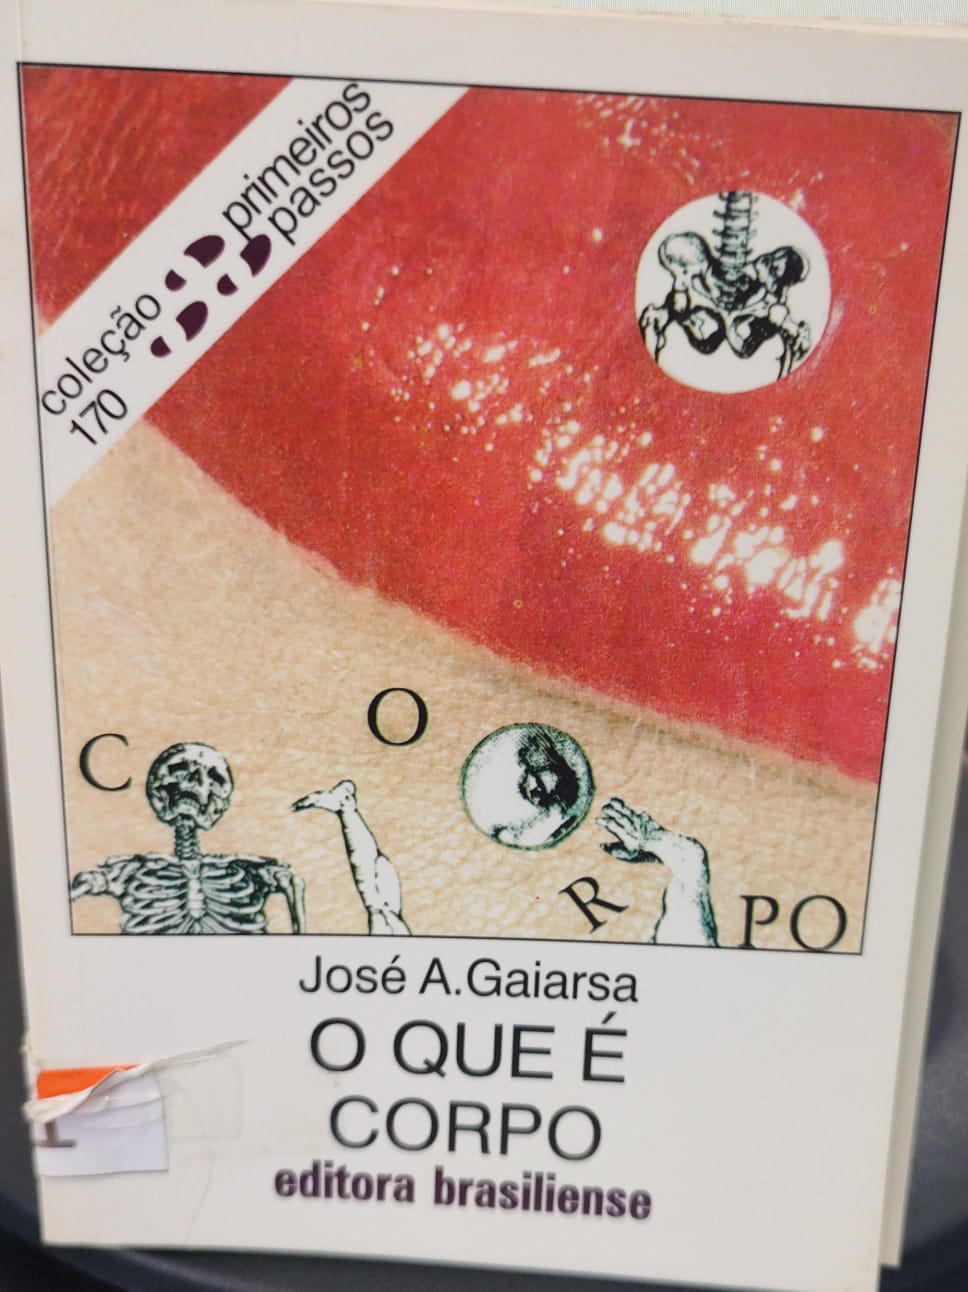 coleção primeiros
170 passos
C O R PO
José A.Gaiarsa
O QUE É
CORPO
editora brasiliense